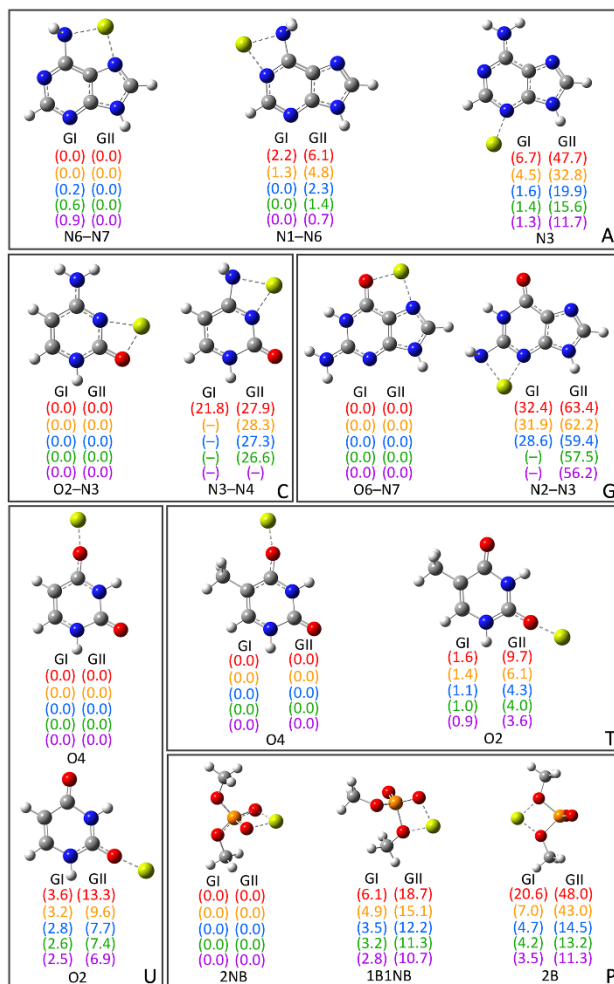 GI GII
(0.0) (0.0)
(0.0) (0.0)
(0.2) (0.0)
(0.6) (0.0)
(0.9) (0.0)
N6–N7
GI GII
(2.2) (6.1)
(1.3) (4.8)
(0.0) (2.3)
(0.0) (1.4)
(0.0) (0.7)
N1–N6
GI GII
(6.7) (47.7)
(4.5) (32.8)
(1.6) (19.9)
(1.4) (15.6)
(1.3) (11.7)
N3
A
GI GII
(0.0) (0.0)
(0.0) (0.0)
(0.0) (0.0)
(0.0) (0.0)
(0.0) (0.0)
O2–N3
GI GII
(21.8) (27.9)
(–) (28.3)
(–) (27.3)
(–) (26.6)
(–) (–)
N3–N4
C
GI GII
(0.0) (0.0)
(0.0) (0.0)
(0.0) (0.0)
(0.0) (0.0)
(0.0) (0.0)
O6–N7
GI GII
(32.4) (63.4)
(31.9) (62.2)
(28.6) (59.4)
(–) (57.5)
(–) (56.2)
N2–N3
G
GI GII
(0.0) (0.0)
(0.0) (0.0)
(0.0) (0.0)
(0.0) (0.0)
(0.0) (0.0)
O4
GI GII
(3.6) (13.3)
(3.2) (9.6)
(2.8) (7.7)
(2.6) (7.4)
(2.5) (6.9)
O2
U
GI GII
(0.0) (0.0)
(0.0) (0.0)
(0.0) (0.0)
(0.0) (0.0)
(0.0) (0.0)
O4
GI GII
(1.6) (9.7)
(1.4) (6.1)
(1.1) (4.3)
(1.0) (4.0)
(0.9) (3.6)
O2
T
GI GII
(0.0) (0.0)
(0.0) (0.0)
(0.0) (0.0)
(0.0) (0.0)
(0.0) (0.0)
2NB
GI GII
(6.1) (18.7)
(4.9) (15.1)
(3.5) (12.2)
(3.2) (11.3)
(2.8) (10.7)
1B1NB
GI GII
(20.6) (48.0)
(7.0) (43.0)
(4.7) (14.5)
(4.2) (13.2)
(3.5) (11.3)
2B
P